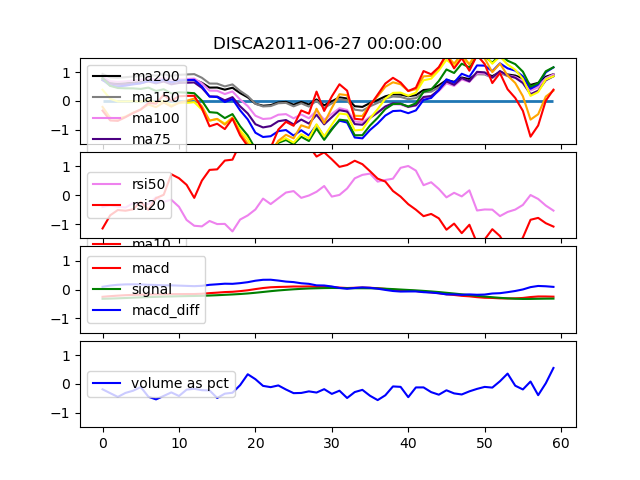 DISCA2011-06-27 00:00:00
1
0
−1
ma200
ma150
ma100
ma75
1
0
−1
rsi50
rsi20
ma10
1
0
−1
macd
signal
macd_diff
1
0
−1
volume as pct
0 10 20 30 40 50 60